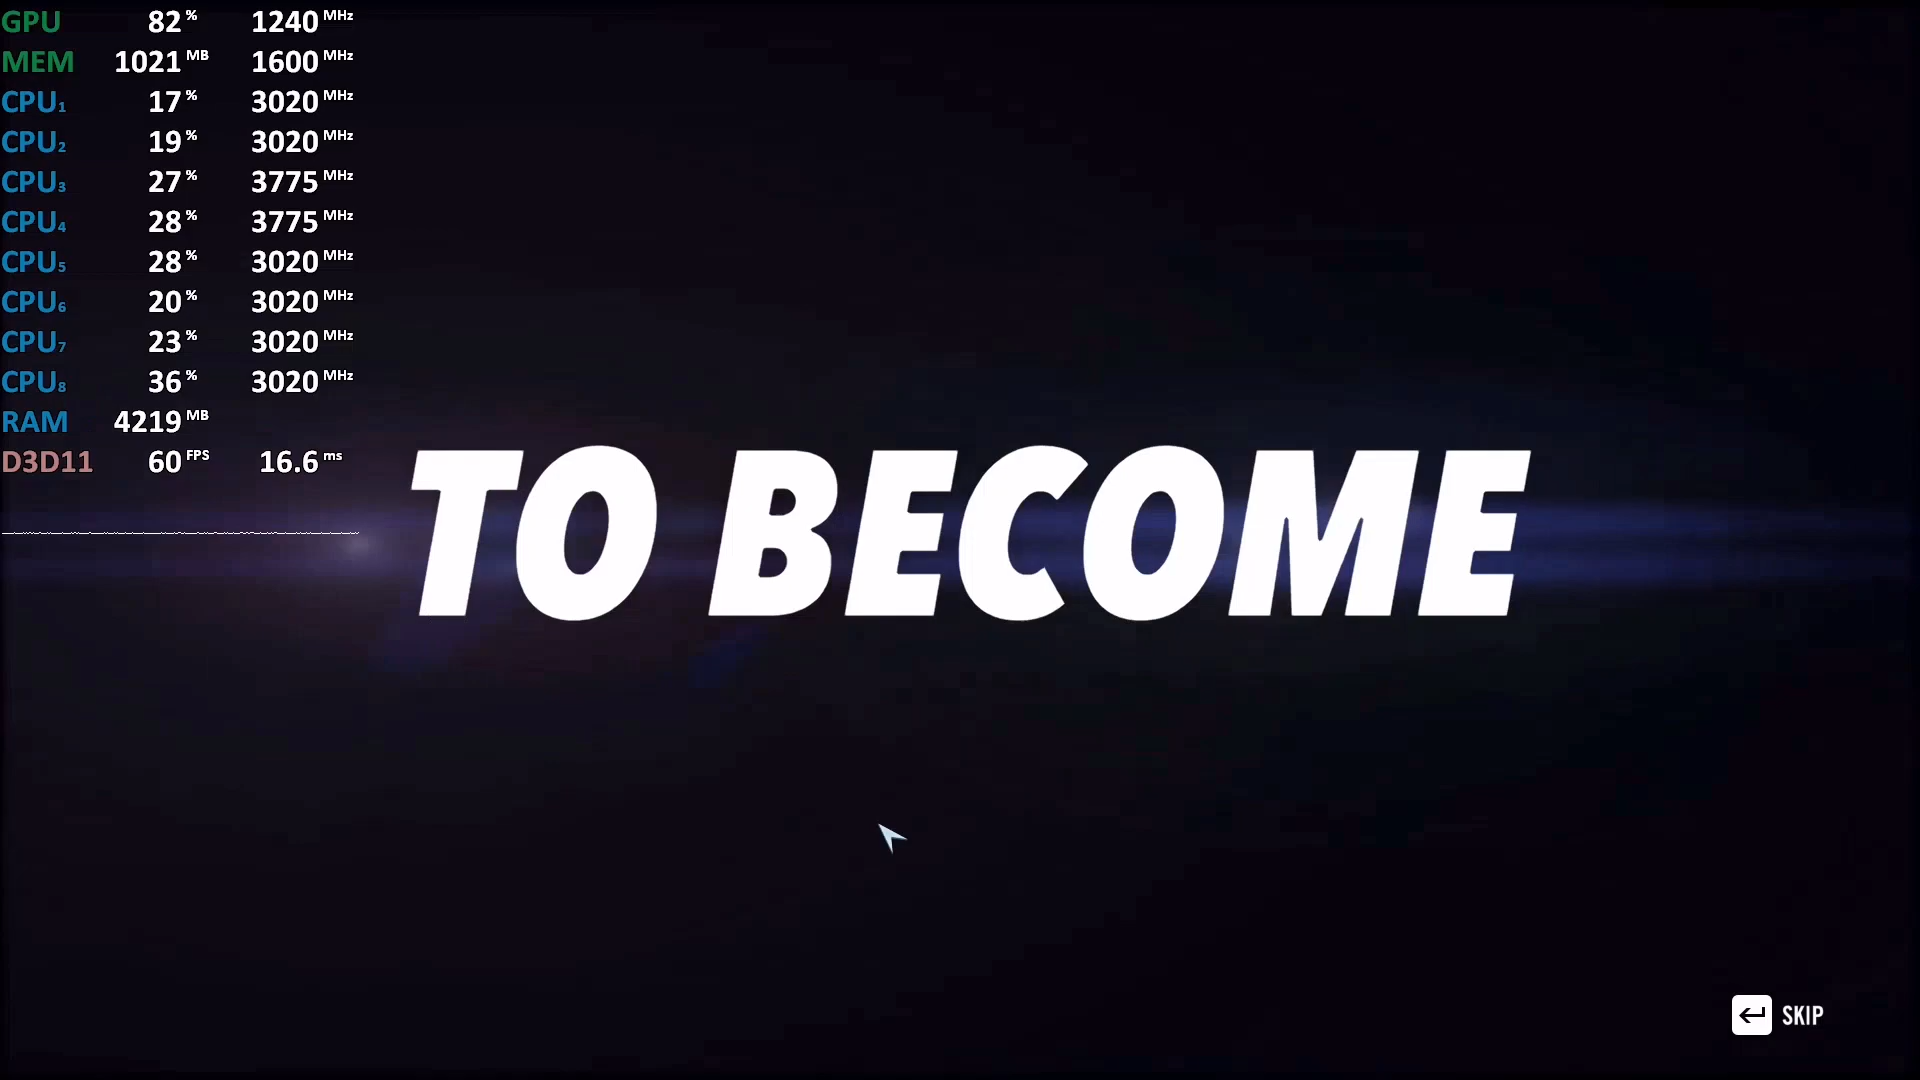 GPU 82 % 1240 MHz
MEM 1021 MB 1600 MHz
CPU1 17 % 3020 MHz
CPU2 19 % 3020 MHz
CPU3 27 % 3775 MHz
CPU4 28 % 3775 MHz
CPU5 28 % 3020 MHz
CPU6 20 % 3020 MHz
CPU7 23 % 3020 MHz
CPU8 36 % 3020 MHz
RAM 4219 MB
D3D11 60 FPS 16.6 ms
TO BECOME
SKIP